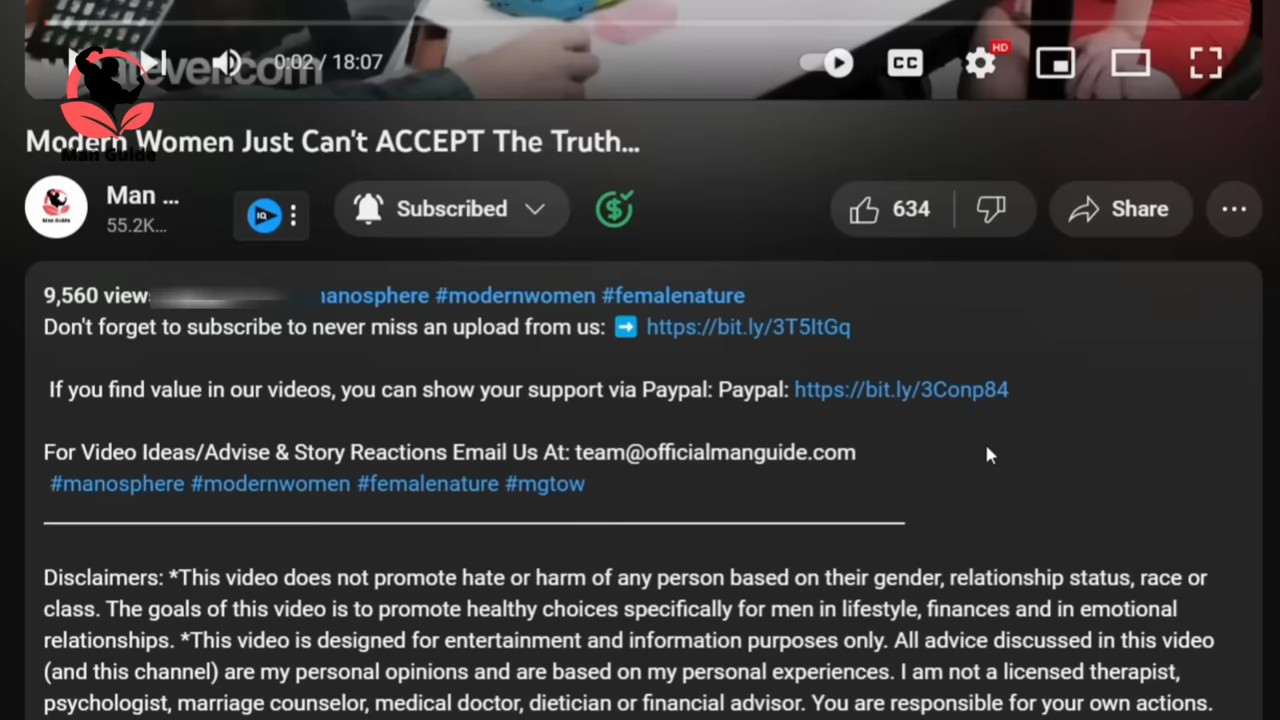 0:02 / 18:07
CC
HD
Modern Women Just Can't ACCEPT The Truth...
Man Guide
Man ...
55.2K...
IQ
Subscribed
634
Share
9,560 views #modernwomen #femalenature
Don't forget to subscribe to never miss an upload from us: ➡ https://bit.ly/3T5ItGq
If you find value in our videos, you can show your support via Paypal: Paypal: https://bit.ly/3Conp84
For Video Ideas/Advise & Story Reactions Email Us At: team@officialmanguide.com
#manosphere #modernwomen #femalenature #mgtow
Disclaimers: *This video does not promote hate or harm of any person based on their gender, relationship status, race or
class. The goals of this video is to promote healthy choices specifically for men in lifestyle, finances and in emotional
relationships. *This video is designed for entertainment and information purposes only. All advice discussed in this video
(and this channel) are my personal opinions and are based on my personal experiences. I am not a licensed therapist,
psychologist, marriage counselor, medical doctor, dietician or financial advisor. You are responsible for your own actions.